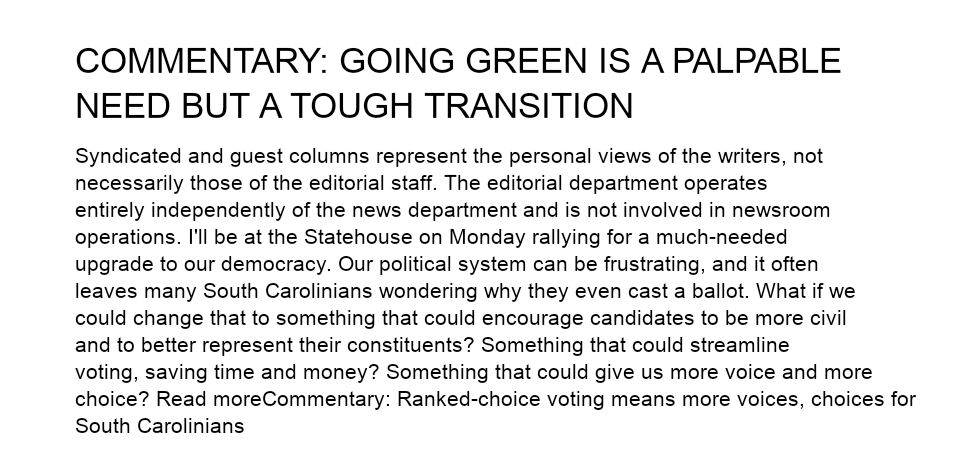 COMMENTARY: GOING GREEN IS A PALPABLE
NEED BUT A TOUGH TRANSITION
Syndicated and guest columns represent the personal views of the writers, not
necessarily those of the editorial staff. The editorial department operates
entirely independently of the news department and is not involved in newsroom
operations. I'll be at the Statehouse on Monday rallying for a much-needed
upgrade to our democracy. Our political system can be frustrating, and it often
leaves many South Carolinians wondering why they even cast a ballot. What if we
could change that to something that could encourage candidates to be more civil
and to better represent their constituents? Something that could streamline
voting, saving time and money? Something that could give us more voice and more
choice? Read moreCommentary: Ranked-choice voting means more voices, choices for
South Carolinians